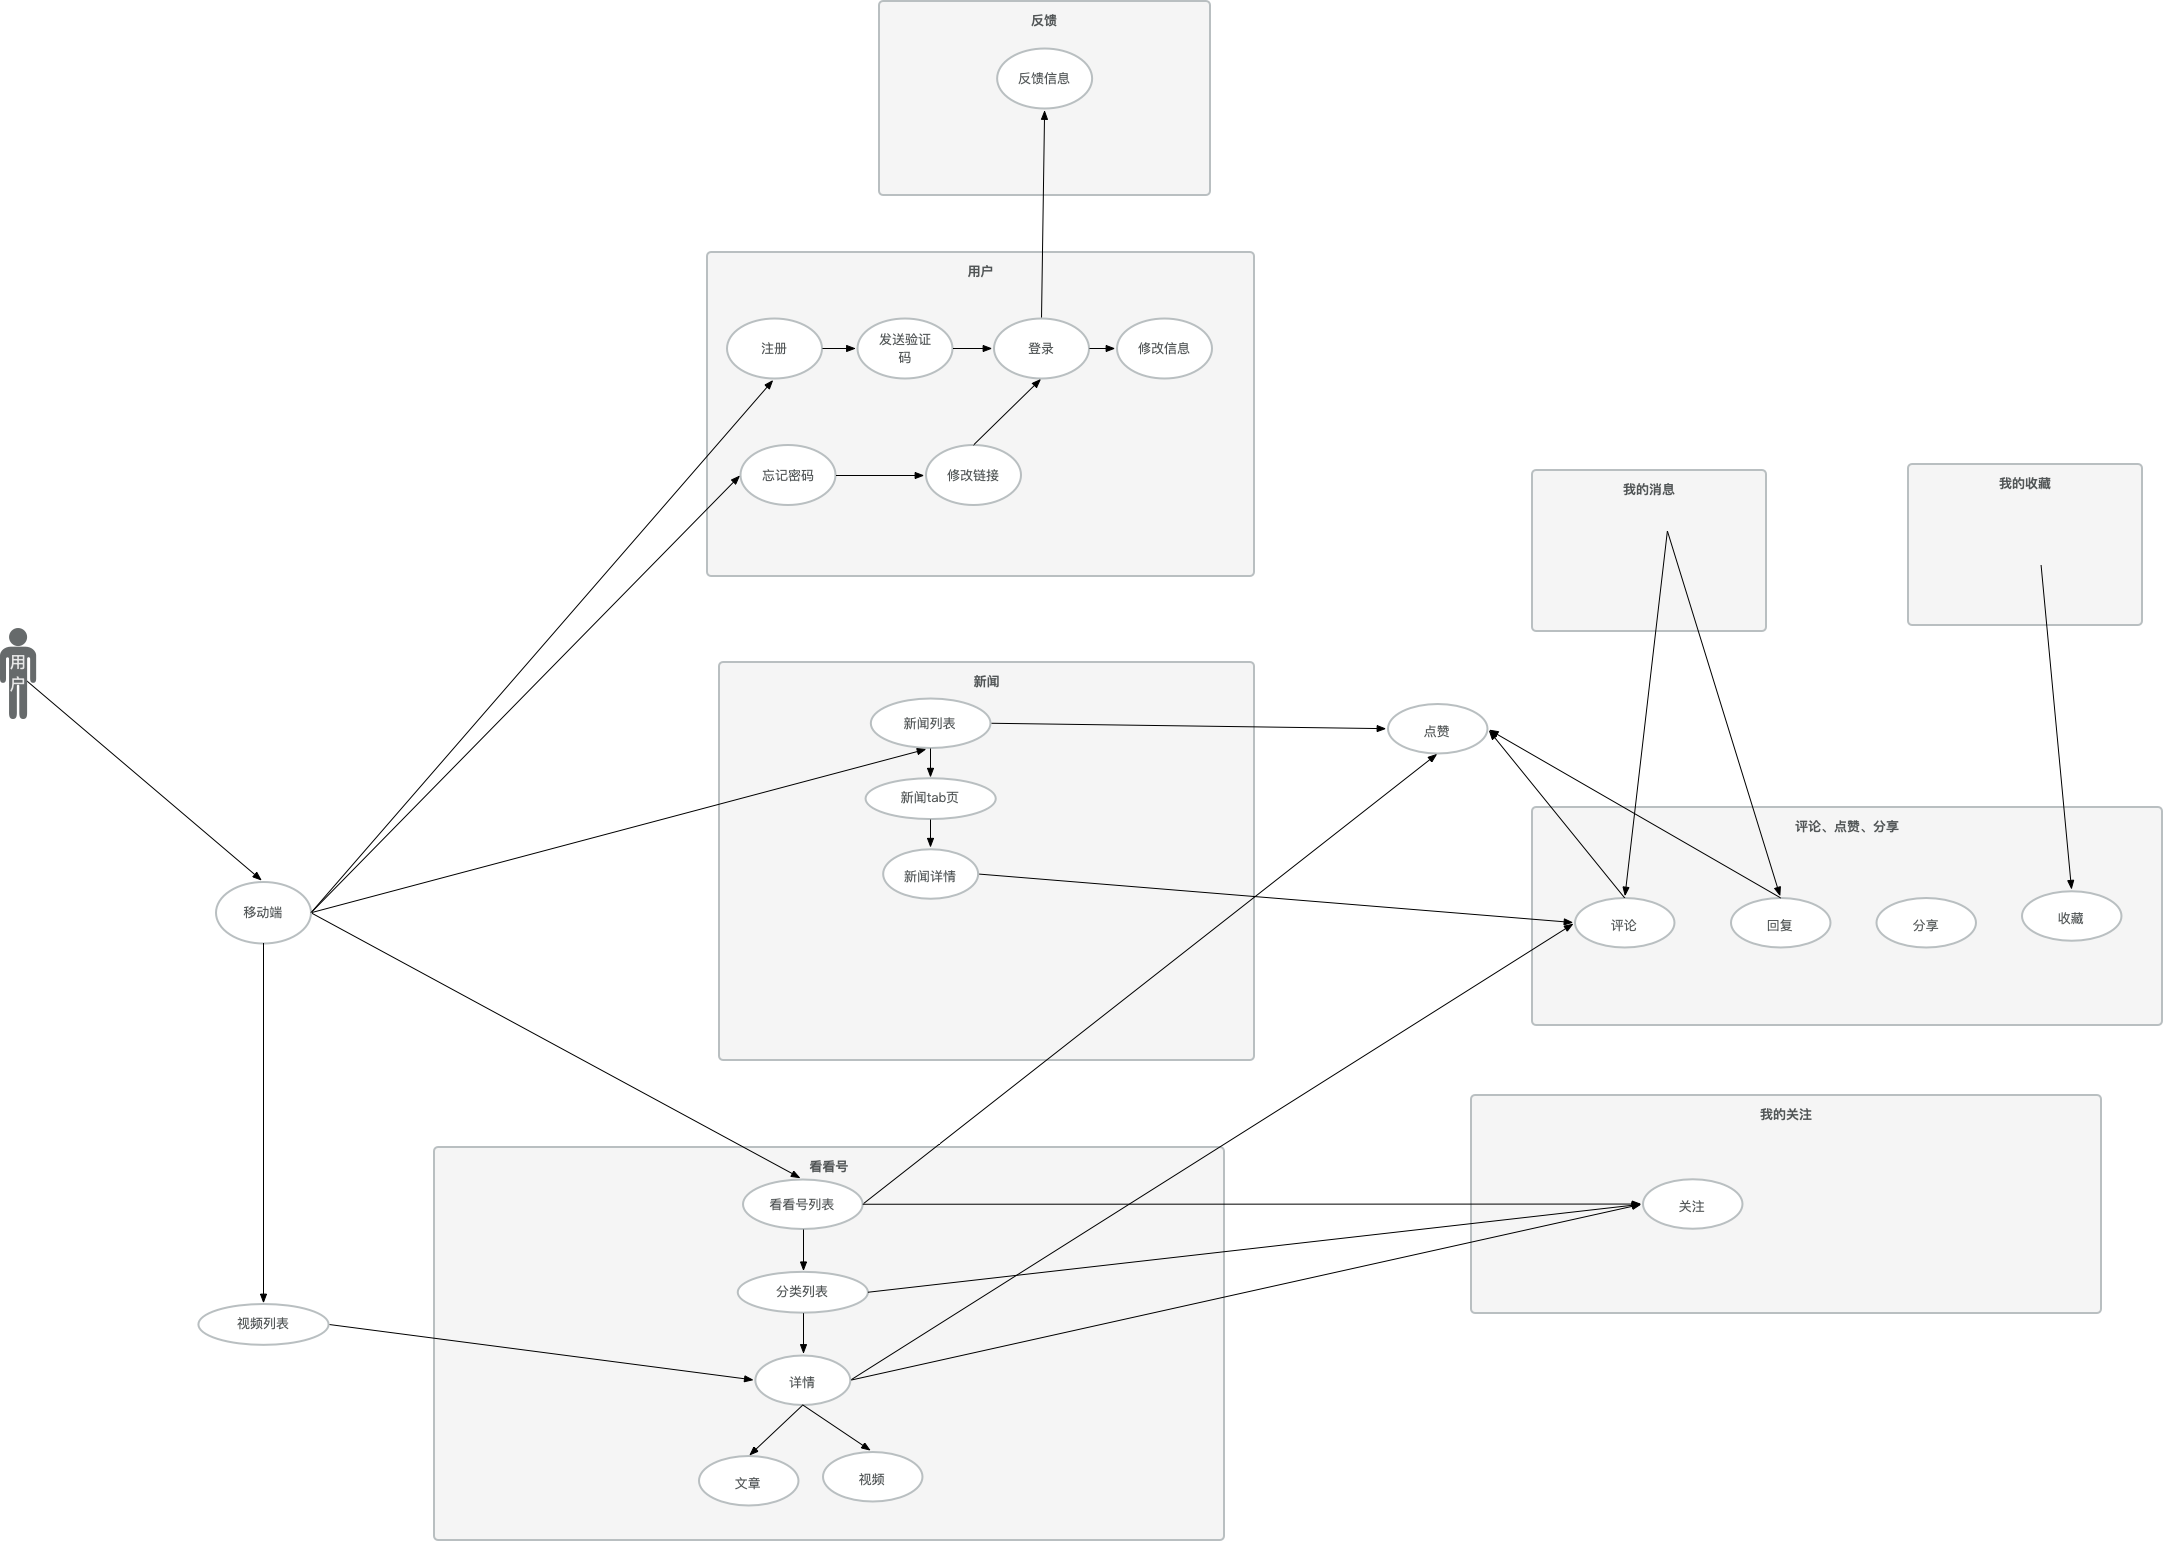 反馈
反馈信息
用户
注册
发送验证
码
登录
修改信息
忘记密码
修改链接
我的消息
我的收藏
用
户
新闻
新闻列表
点赞
新闻tab页
评论、点赞、分享
新闻详情
移动端
评论
回复
分享
收藏
我的关注
看看号
看看号列表
关注
分类列表
视频列表
详情
文章
视频